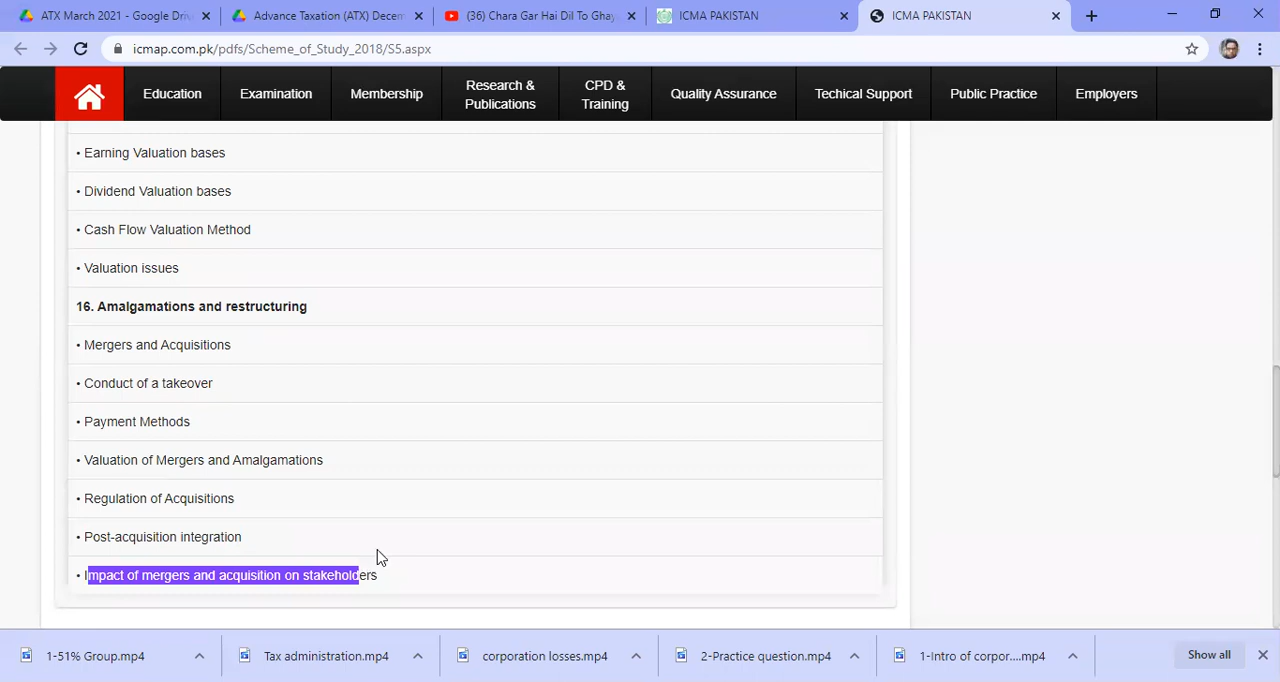 ATX March 2021 - Google Dri
Advance Taxation (ATX) Decem
(39) Chara Gar Hai Dil To Ghay
ICMA PAKISTAN
ICMA PAKISTAN
icmap.com.pk/pdfs/Scheme_of_Study_2018/S5.aspx
Education
Examination
Membership
Research &
Publications
CPD &
Training
Quality Assurance
Techical Support
Public Practice
Employers
• Earning Valuation bases
• Dividend Valuation bases
• Cash Flow Valuation Method
• Valuation issues
16. Amalgamations and restructuring
• Mergers and Acquisitions
• Conduct of a takeover
• Payment Methods
• Valuation of Mergers and Amalgamations
• Regulation of Acquisitions
• Post-acquisition integration
• Impact of mergers and acquisition on stakeholders
1-51% Group.mp4
Tax administration.mp4
corporation losses.mp4
2-Practice question.mp4
1-Intro of corpor....mp4
Show all